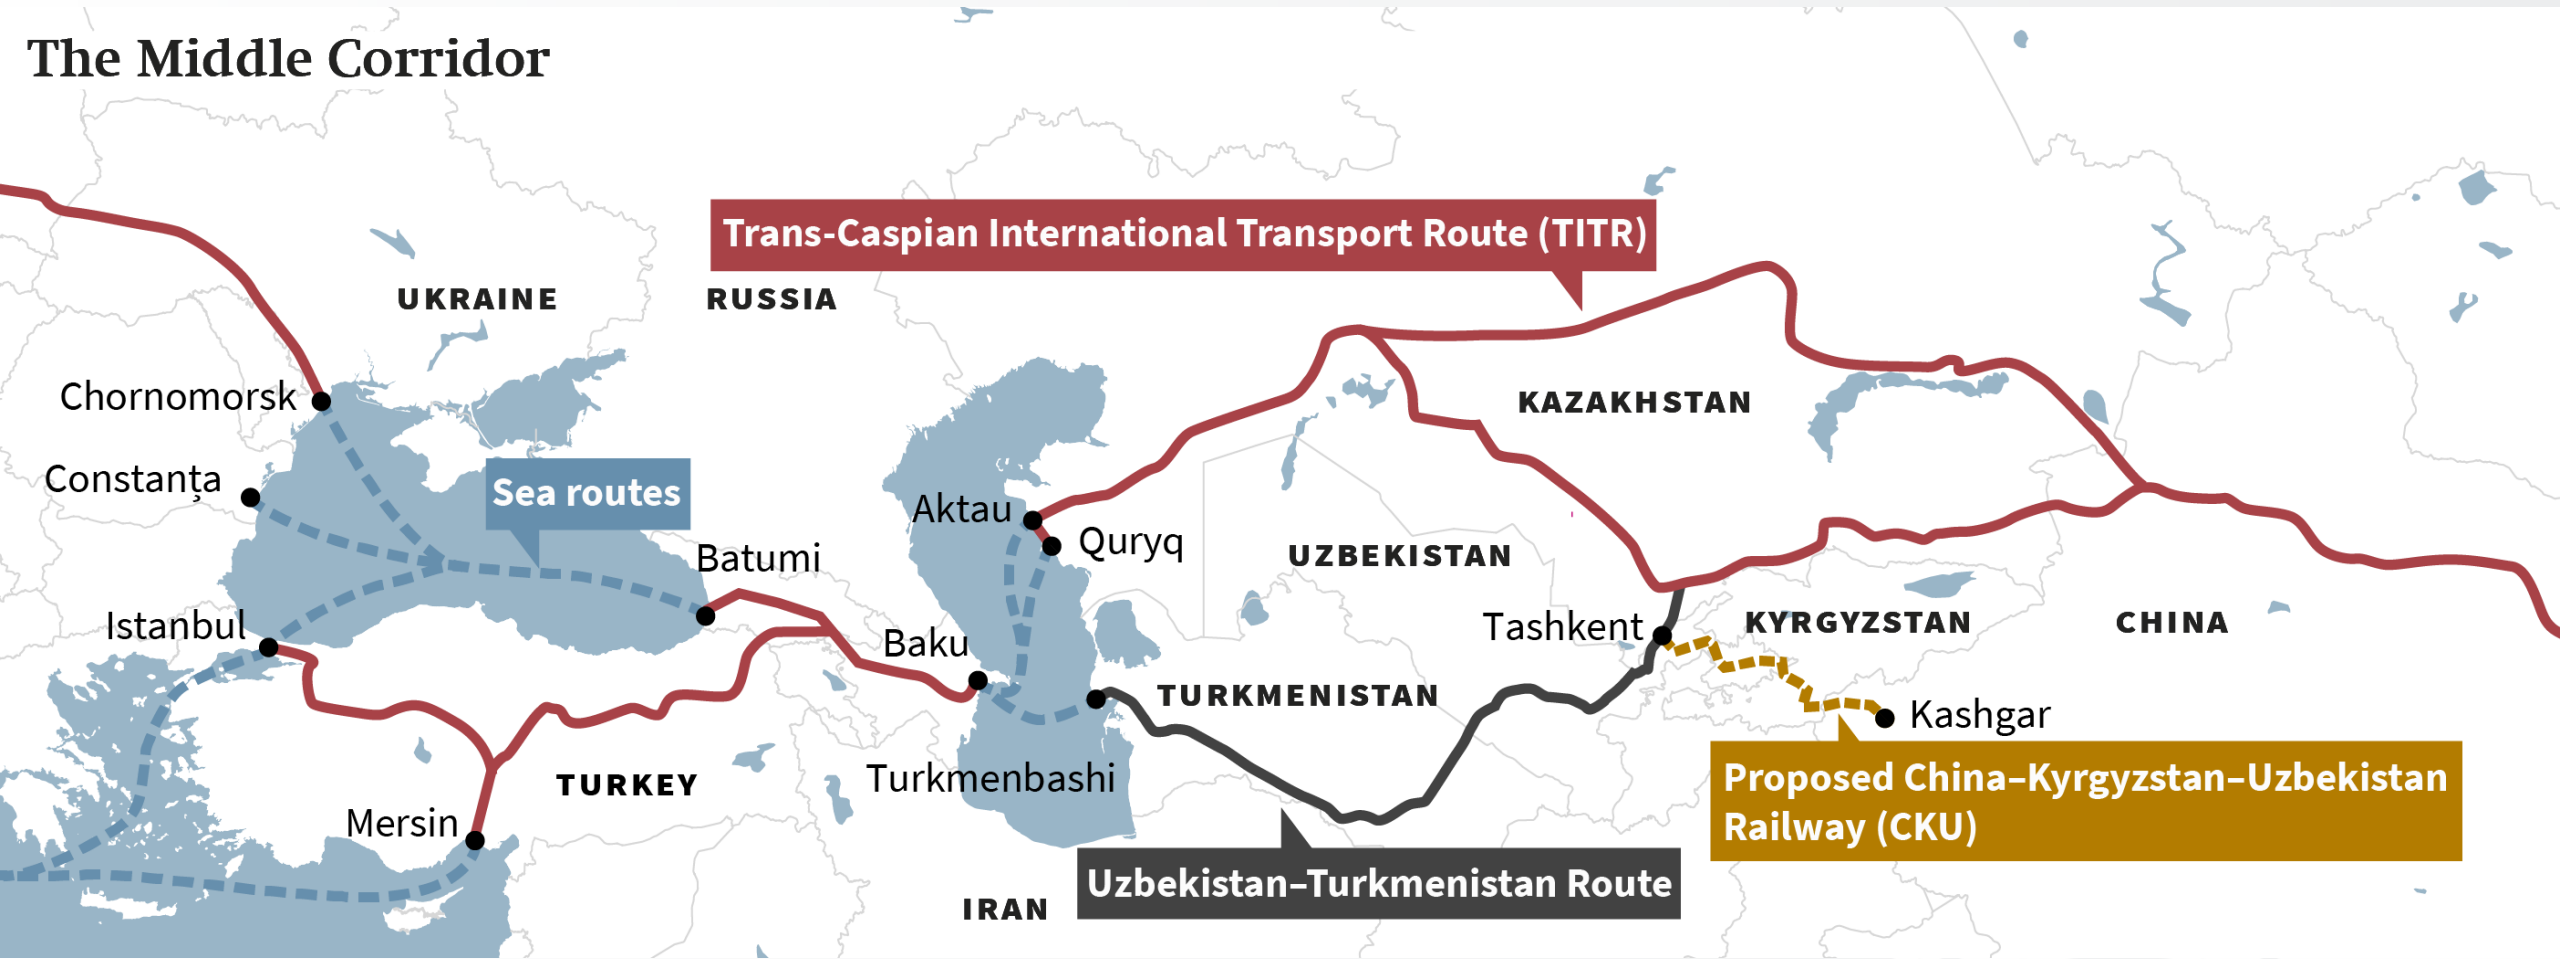 The Middle Corridor
Trans-Caspian International Transport Route (TITR)
UKRAINE
RUSSIA
Chornomorsk
KAZAKHSTAN
Constanța
Sea routes
Aktau
Quryq
Batumi
UZBEKISTAN
Istanbul
Baku
Tashkent
KYRGYZSTAN
CHINA
TURKMENISTAN
Kashgar
TURKEY
Turkmenbashi
Proposed China–Kyrgyzstan–Uzbekistan
Railway (CKU)
Mersin
Uzbekistan–Turkmenistan Route
IRAN